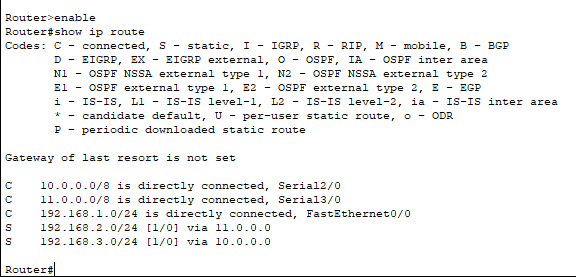 Router>enable
Router#show ip route
Codes: C - connected, S - static, I - IGRP, R - RIP, M - mobile, B - BGP
D - EIGRP, EX - EIGRP external, O - OSPF, IA - OSPF inter area
N1 - OSPF NSSA external type 1, N2 - OSPF NSSA external type 2
E1 - OSPF external type 1, E2 - OSPF external type 2, E - EGP
i - IS-IS, L1 - IS-IS level-1, L2 - IS-IS level-2, ia - IS-IS inter area
* - candidate default, U - per-user static route, o - ODR
P - periodic downloaded static route
Gateway of last resort is not set
C 10.0.0.0/8 is directly connected, Serial2/0
C 11.0.0.0/8 is directly connected, Serial3/0
C 192.168.1.0/24 is directly connected, FastEthernet0/0
S 192.168.2.0/24 [1/0] via 11.0.0.0
S 192.168.3.0/24 [1/0] via 10.0.0.0
Router#